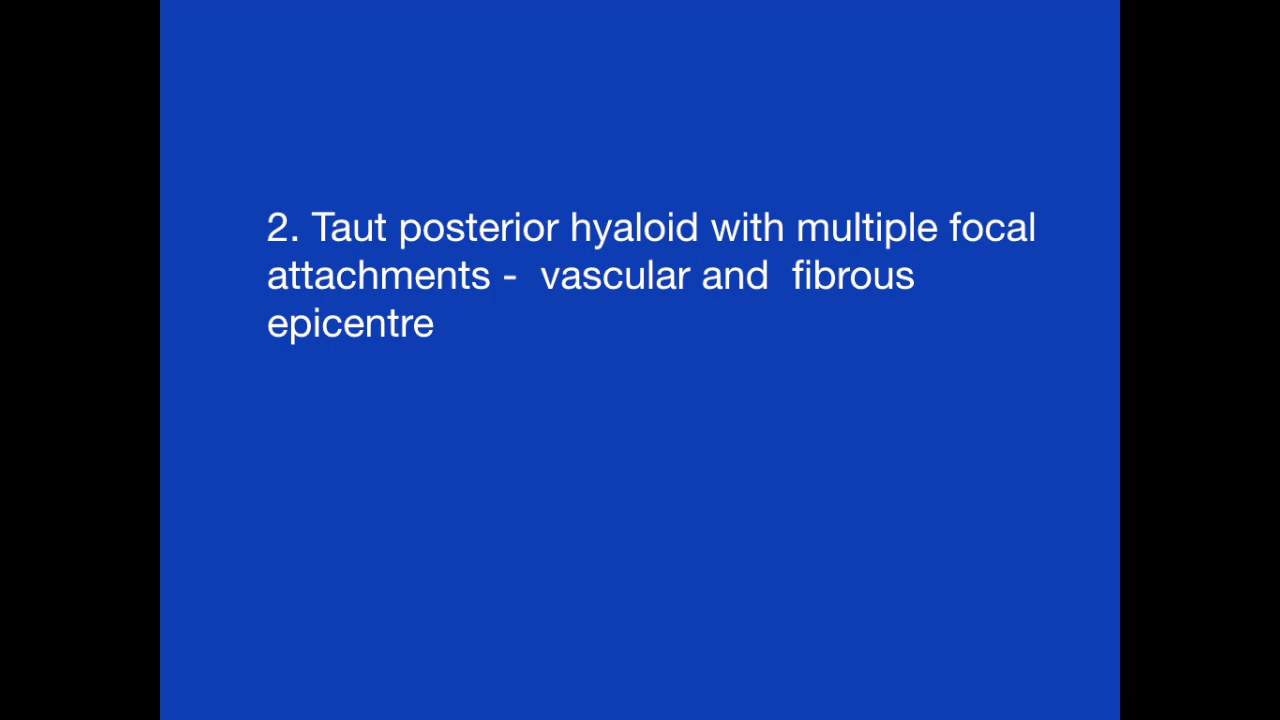 2. Taut posterior hyaloid with multiple focal
attachments -  vascular and  fibrous
epicentre